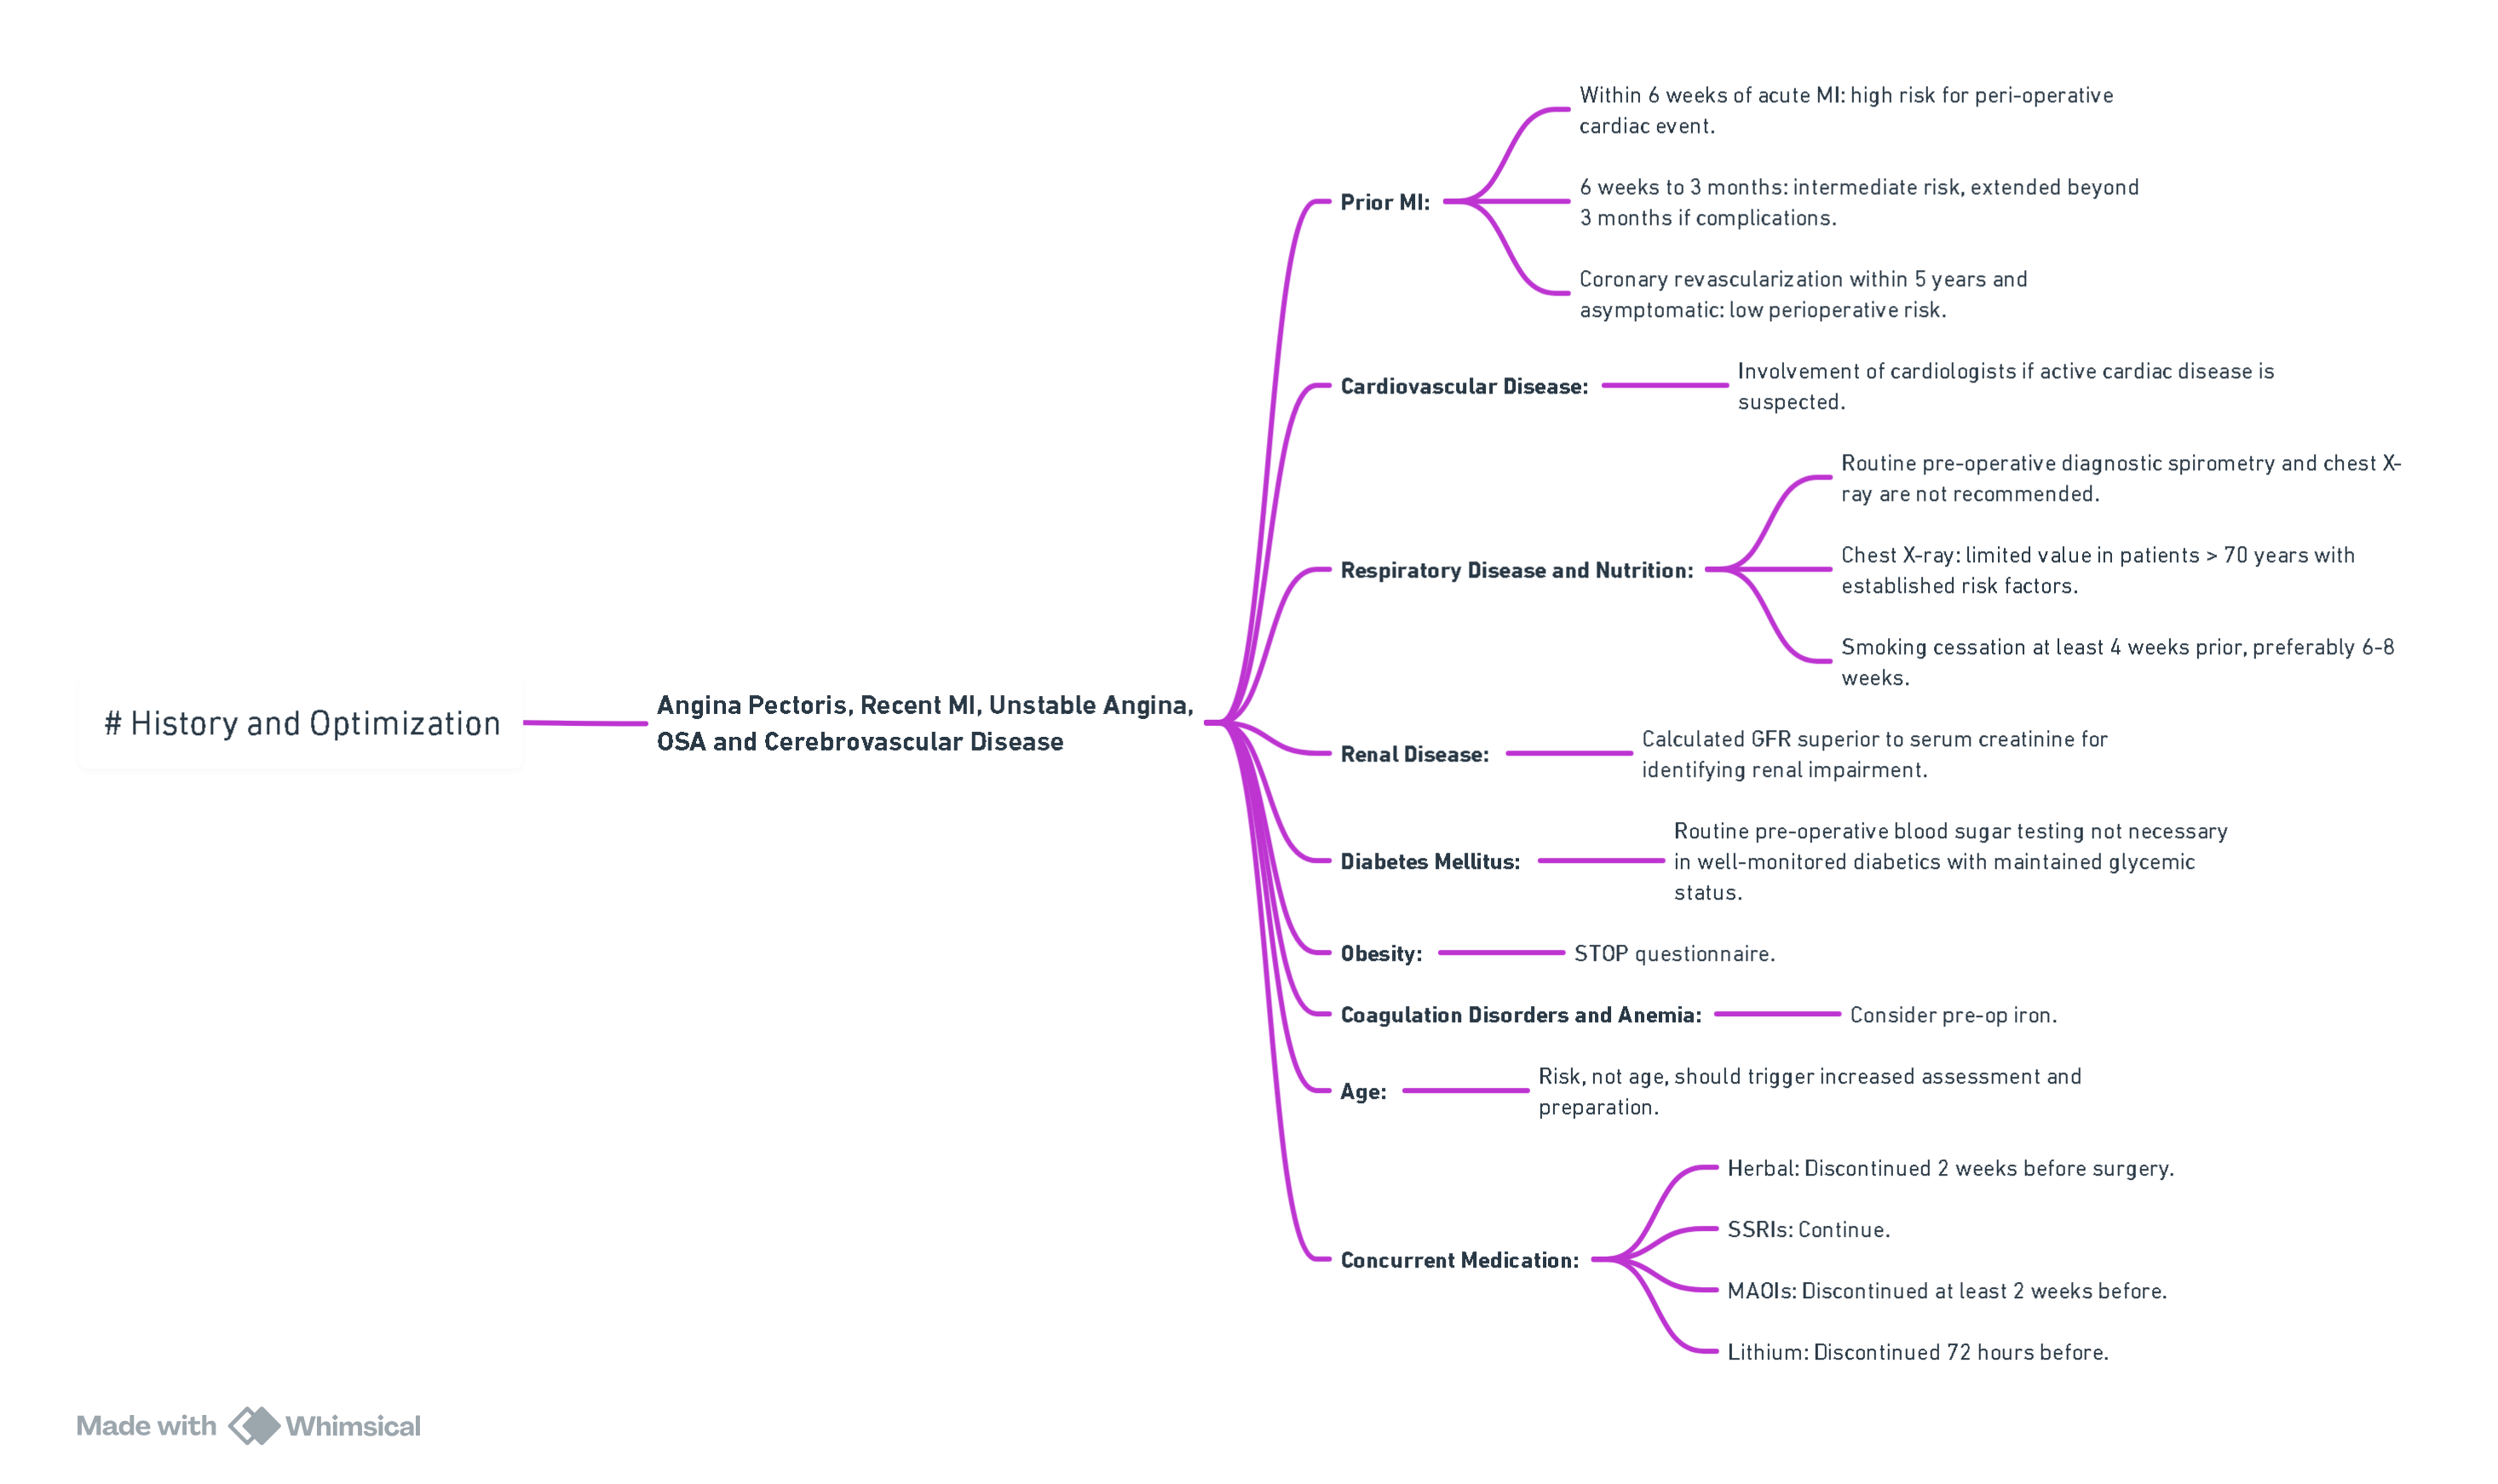 # History and Optimization
Angina Pectoris, Recent MI, Unstable Angina,
OSA and Cerebrovascular Disease
Prior MI:
Within 6 weeks of acute MI: high risk for peri-operative
cardiac event.
6 weeks to 3 months: intermediate risk, extended beyond
3 months if complications.
Coronary revascularization within 5 years and
asymptomatic: low perioperative risk.
Cardiovascular Disease:
Involvement of cardiologists if active cardiac disease is
suspected.
Respiratory Disease and Nutrition:
Routine pre-operative diagnostic spirometry and chest X-
ray are not recommended.
Chest X-ray: limited value in patients > 70 years with
established risk factors.
Smoking cessation at least 4 weeks prior, preferably 6-8
weeks.
Renal Disease:
Calculated GFR superior to serum creatinine for
identifying renal impairment.
Diabetes Mellitus:
Routine pre-operative blood sugar testing not necessary
in well-monitored diabetics with maintained glycemic
status.
Obesity:
STOP questionnaire.
Coagulation Disorders and Anemia:
Consider pre-op iron.
Age:
Risk, not age, should trigger increased assessment and
preparation.
Concurrent Medication:
Herbal: Discontinued 2 weeks before surgery.
SSRIs: Continue.
MAOIs: Discontinued at least 2 weeks before.
Lithium: Discontinued 72 hours before.
Made with Whimsical